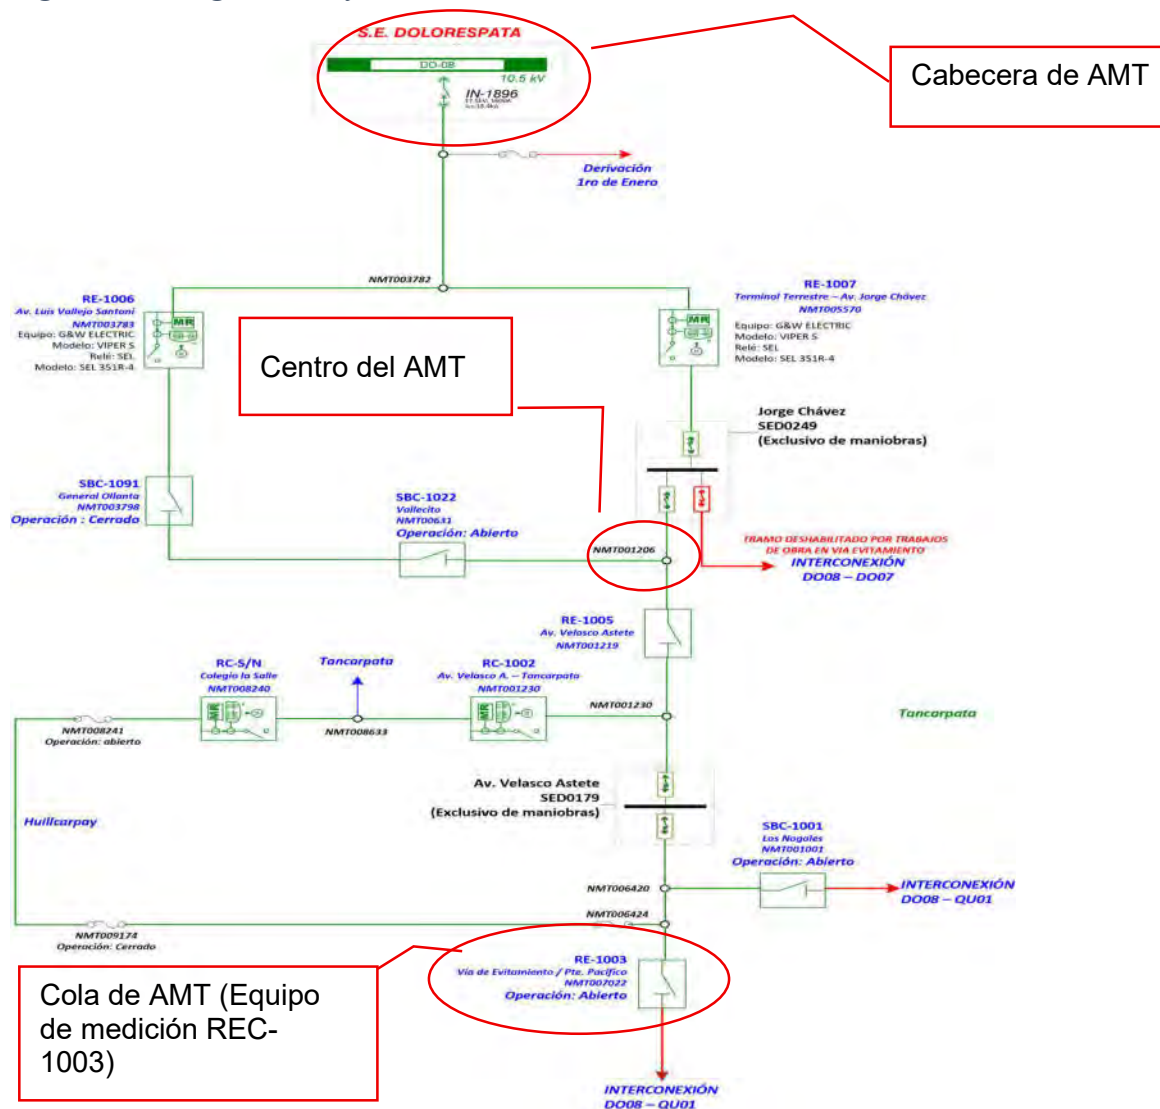 S.E. DOLORESPATA
DO-08
10.5 kV
IN-1896
Cabecera de AMT
Derivación
1ro de Enero
NMT003782
RE-1006
Av. Luis Vallejo Santoni
NMT003783
Equipo: G&W ELECTRIC
Modelo: VIPER S
Relé: SEL
Modelo: SEL 351R-4
MR
RE-1007
Terminal Terrestre – Av. Jorge Chávez
NMT005570
MR
Equipo: G&W ELECTRIC
Modelo: VIPER S
Relé: SEL
Modelo: SEL 351R-4
Centro del AMT
Jorge Chávez
SED0249
(Exclusivo de maniobras)
SBC-1091
General Ollanta
NMT003798
Operación : Cerrado
SBC-1022
Vallecito
NMT00631
Operación: Abierto
NMT001206
TRAMO DESHABILITADO POR TRABAJOS
DE OBRA EN VIA EVITAMIENTO
INTERCONEXIÓN
DO08 – DO07
RE-1005
Av. Velasco Astete
NMT001219
RC-S/N
Colegio la Salle
NMT008240
MR
Tancarpata
RC-1002
Av. Velasco A. – Tancarpata
NMT001230
MR
NMT001230
Tancarpata
NMT008241
Operación: abierto
NMT008633
Av. Velasco Astete
SED0179
(Exclusivo de maniobras)
Huillcarpay
SBC-1001
Los Nogales
NMT001001
Operación: Abierto
NMT006420
INTERCONEXIÓN
DO08 – QU01
NMT006424
NMT009174
Operación: Cerrado
RE-1003
Vía de Evitamiento / Pte. Pacífico
NMT007022
Operación: Abierto
Cola de AMT (Equipo
de medición REC-
1003)
INTERCONEXIÓN
DO08 – QU01